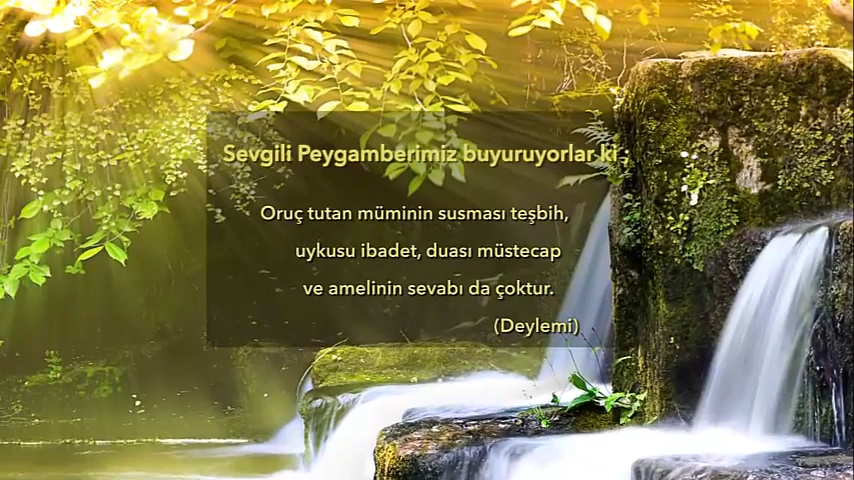 Sevgili Peygamberimiz buyuruyorlar ki ;
Oruç tutan müminin susması teşbih,
uykusu ibadet, duası müstecap
ve amelinin sevabı da çoktur.
(Deylemi)